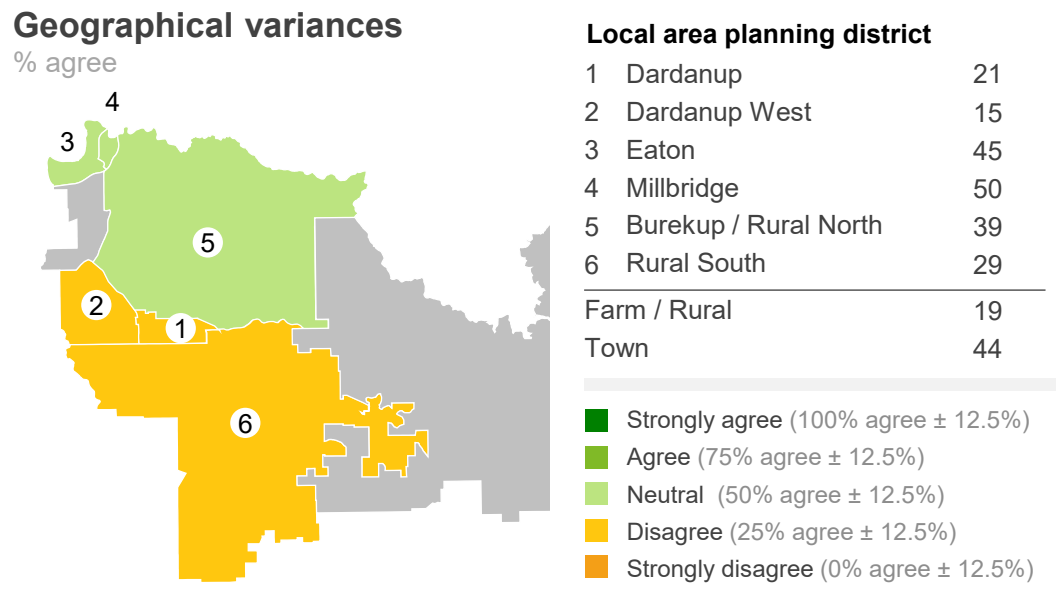 Geographical variances
% agree
4
3
5
2
1
6
Local area planning district
1 Dardanup 21
2 Dardanup West 15
3 Eaton 45
4 Millbridge 50
5 Burekup / Rural North 39
6 Rural South 29
Farm / Rural 19
Town 44
Strongly agree (100% agree ± 12.5%)
Agree (75% agree ± 12.5%)
Neutral (50% agree ± 12.5%)
Disagree (25% agree ± 12.5%)
Strongly disagree (0% agree ± 12.5%)